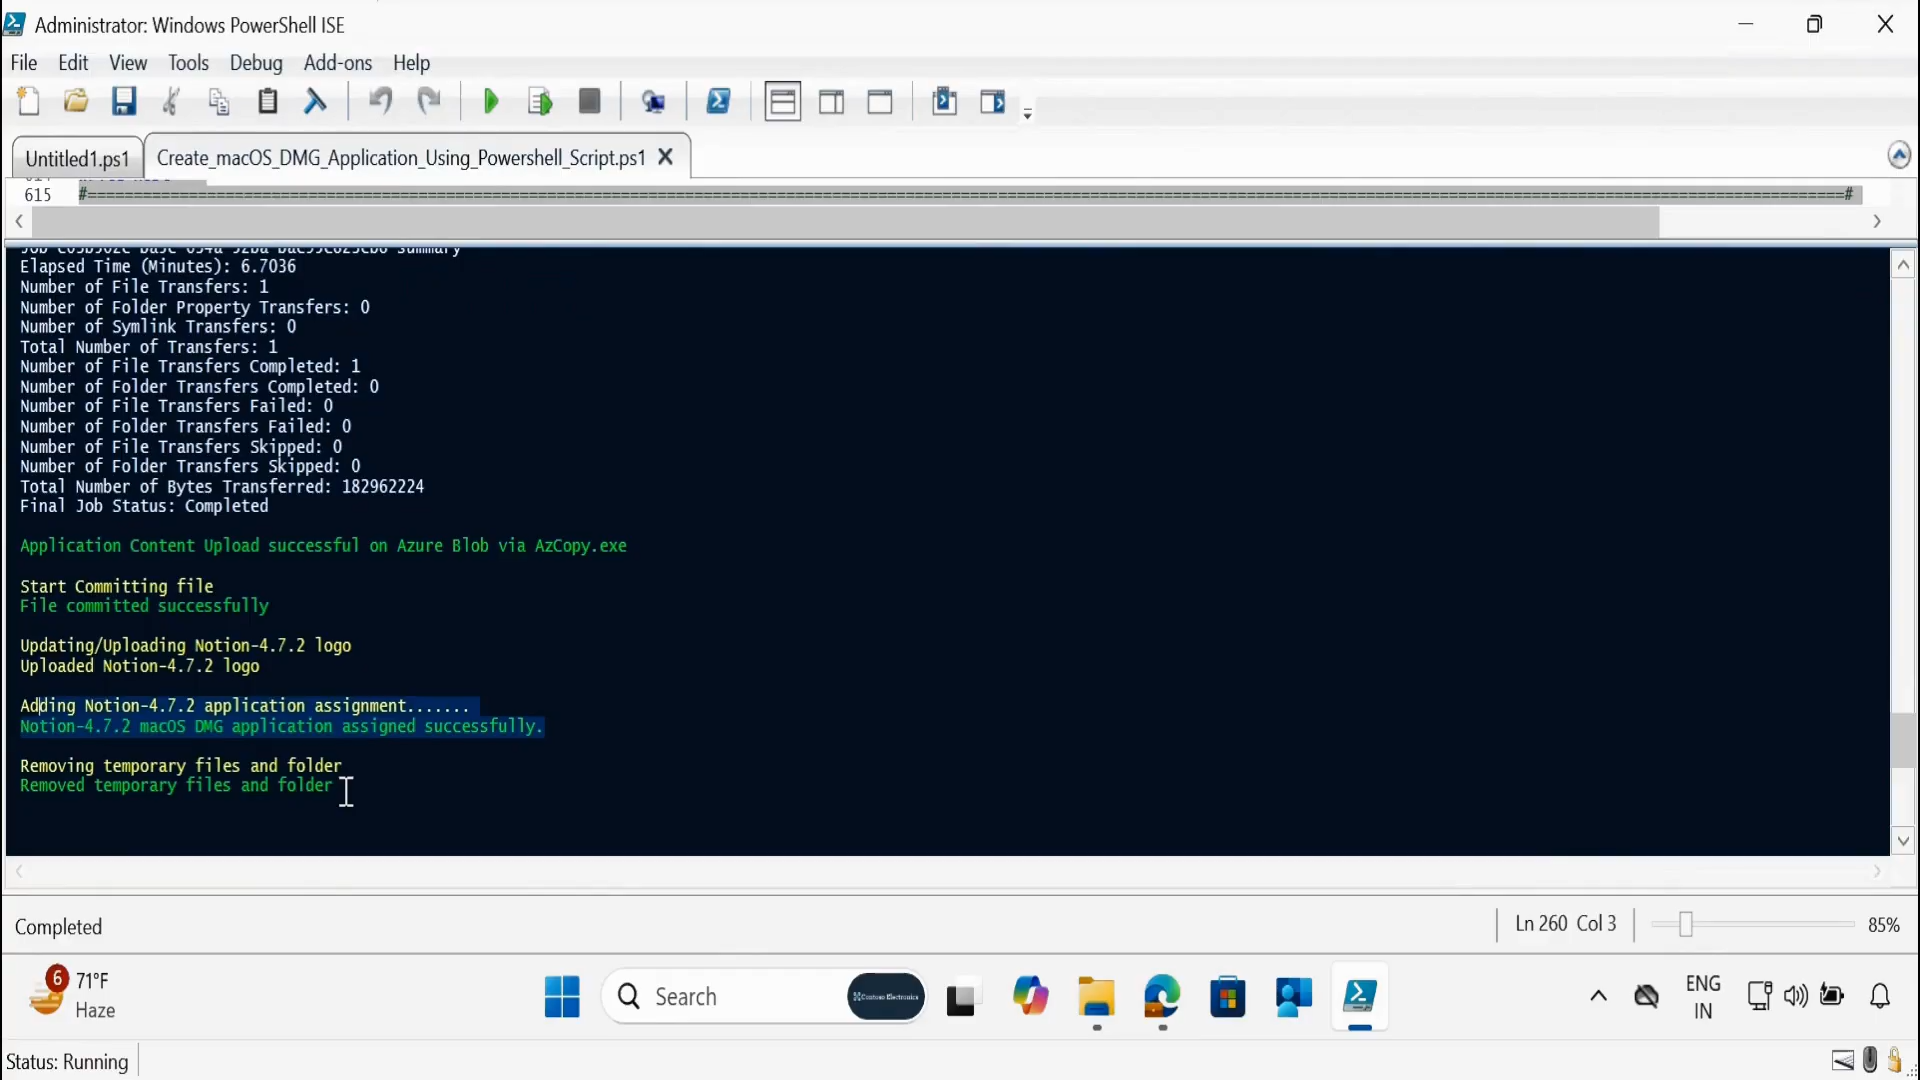 Administrator: Windows PowerShell ISE
File Edit View Tools Debug Add-ons Help
Untitled1.ps1 Create_macOS_DMG_Application_Using_Powershell_Script.ps1
615
summary
Elapsed Time (Minutes): 6.7036
Number of File Transfers: 1
Number of Folder Property Transfers: 0
Number of Symlink Transfers: 0
Total Number of Transfers: 1
Number of File Transfers Completed: 1
Number of Folder Transfers Completed: 0
Number of File Transfers Failed: 0
Number of Folder Transfers Failed: 0
Number of File Transfers Skipped: 0
Number of Folder Transfers Skipped: 0
Total Number of Bytes Transferred: 182962224
Final Job Status: Completed
Application Content Upload successful on Azure Blob via AzCopy.exe
Start Committing file
File committed successfully
Updating/Uploading Notion-4.7.2 logo
Uploaded Notion-4.7.2 logo
Adding Notion-4.7.2 application assignment.......
Notion-4.7.2 macOS DMG application assigned successfully.
Removing temporary files and folder
Removed temporary files and folder
Completed
Ln 260 Col 3
85%
6
71°F
Haze
Search
Contoso Electronics
ENG
IN
Status: Running